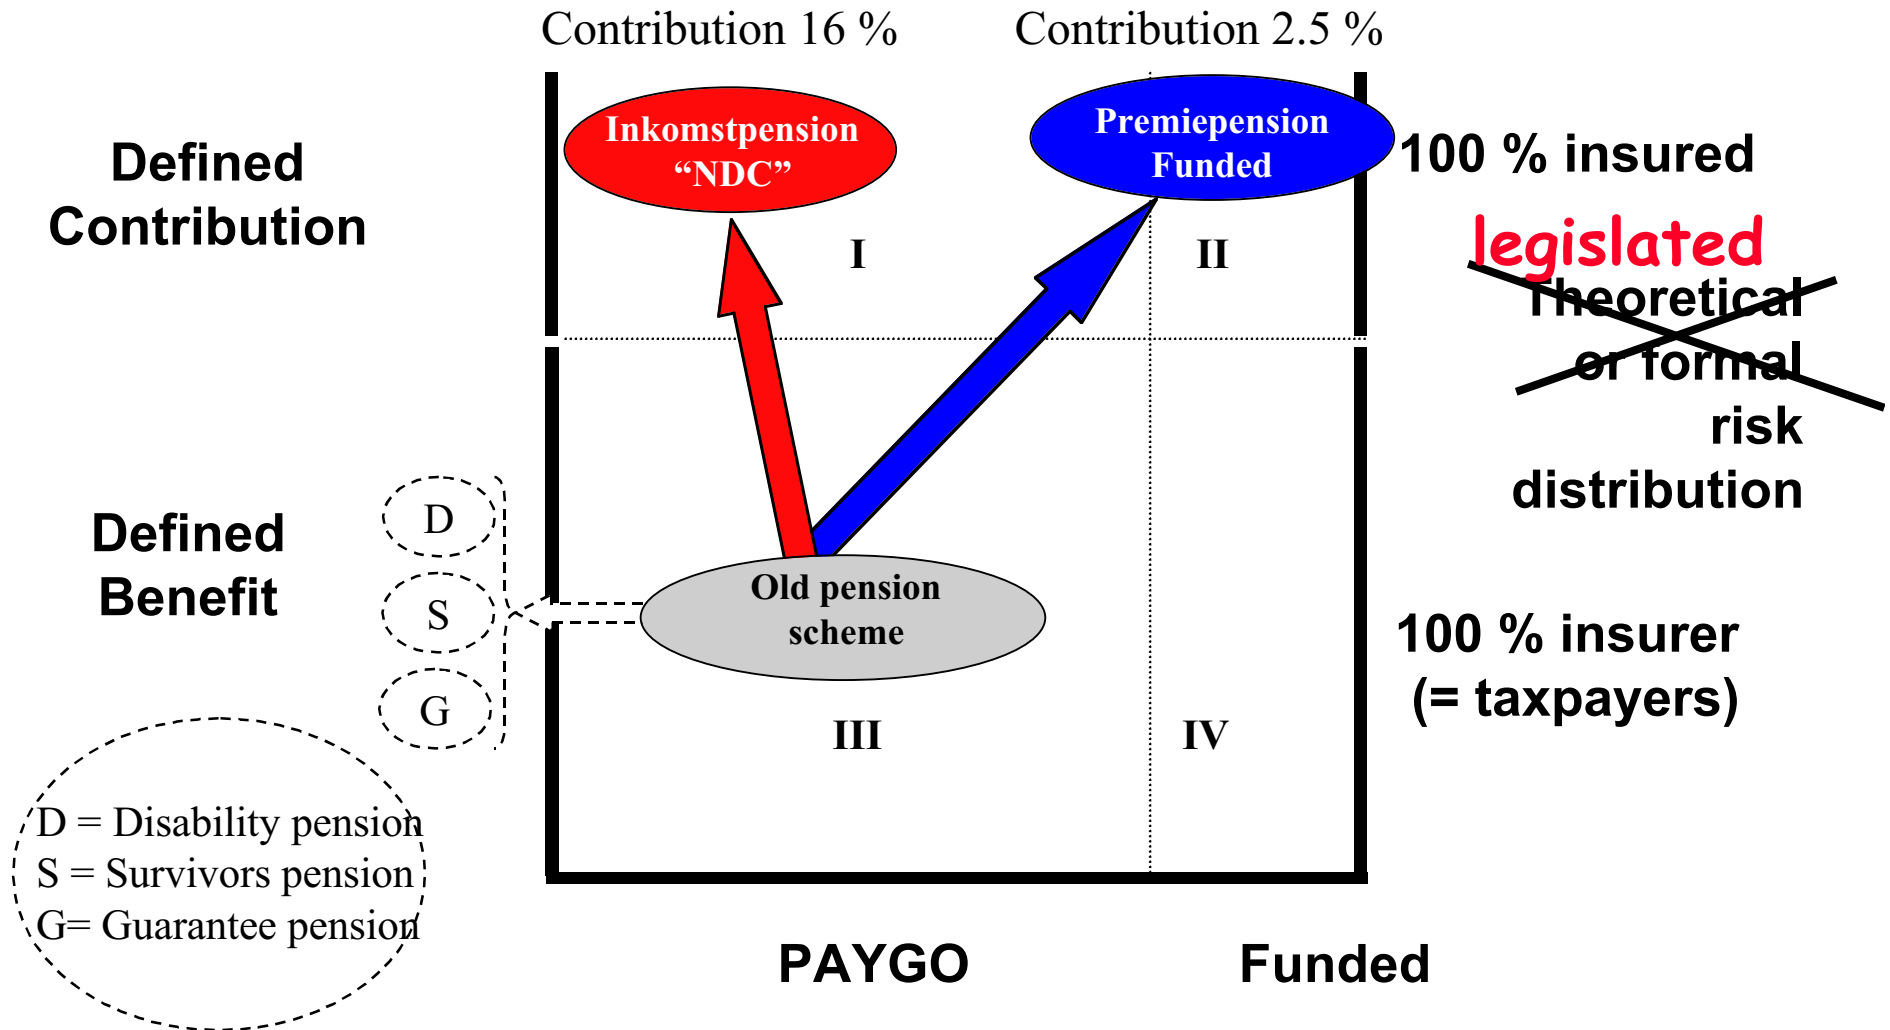 Contribution 16 %
Contribution 2.5 %
Defined
Contribution
Inkomstpension
“NDC”
Premiepension
Funded
100 % insured
legislated
Theoretical
or formal
risk
distribution
I
II
Defined
Benefit
D
S
G
Old pension
scheme
100 % insurer
(= taxpayers)
III
IV
D = Disability pension
S = Survivors pension
G= Guarantee pension
PAYGO
Funded